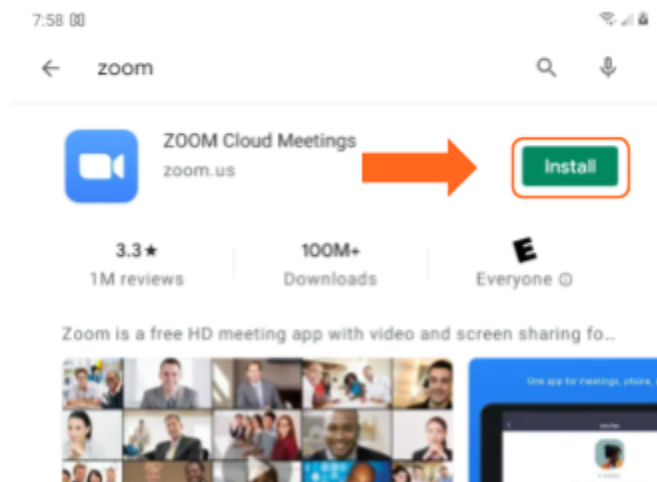 7:58
zoom
ZOOM Cloud Meetings
zoom.us
Install
3.3★
100M+
E
1M reviews
Downloads
Everyone
Zoom is a free HD meeting app with video and screen sharing fo…
One app for meetings, phone,